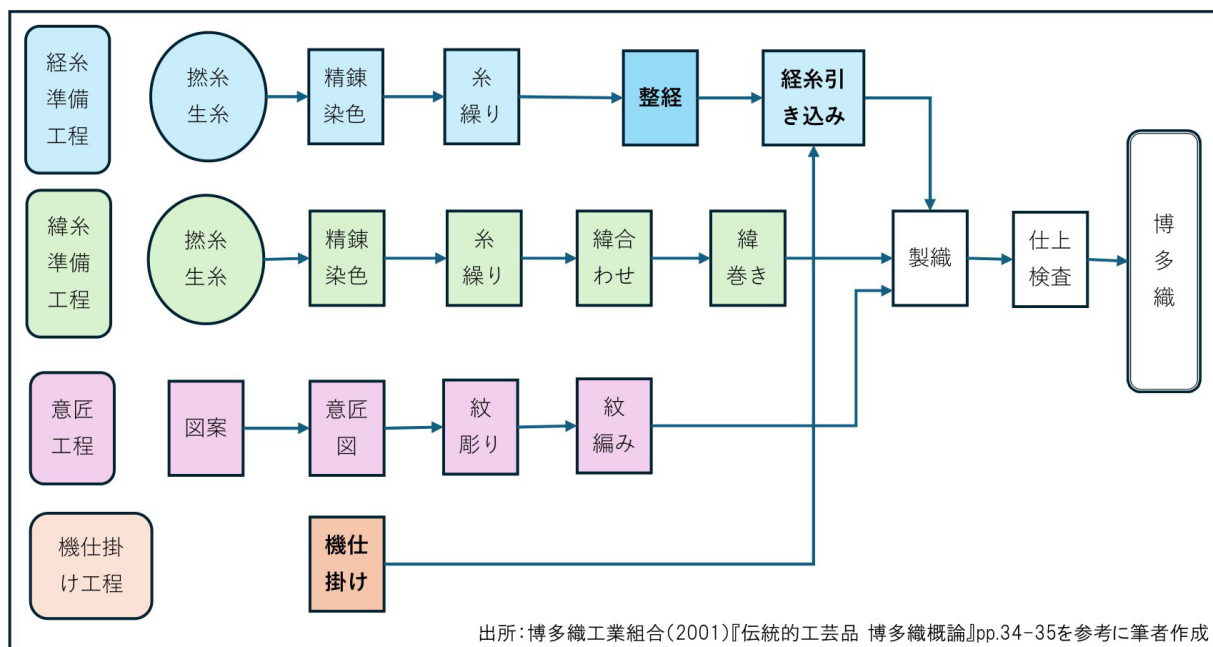 経糸
準備
工程
撚糸
生糸
精錬
染色
糸
繰り
整経
経糸引
き込み
緯糸
準備
工程
撚糸
生糸
精錬
染色
糸
繰り
緯合
わせ
緯
巻き
製織
仕上
検査
博
多
織
意匠
工程
図案
意匠
図
紋
彫り
紋
編み
機仕掛
け工程
機仕
掛け
出所：博多織工業組合(2001)『伝統的工芸品 博多織概論』pp.34-35を参考に筆者作成